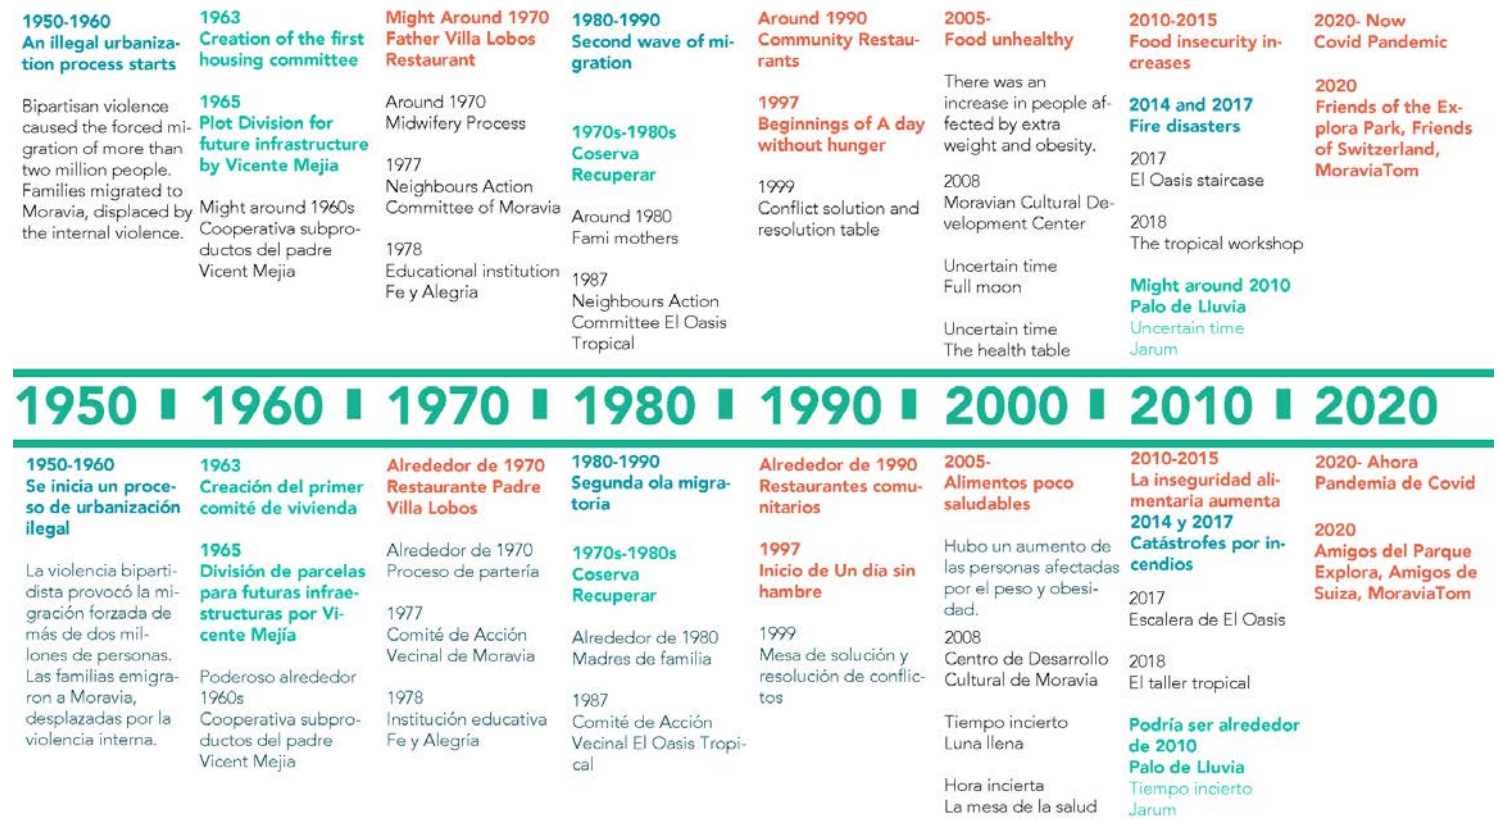 1950-1960
An illegal urbaniza-
tion process starts
Bipartisan violence
caused the forced mi-
gration of more than
two million people.
Families migrated to
Moravia, displaced by
the internal violence.
1963
Creation of the first
housing committee
1965
Plot Division for
future infrastructure
by Vicente Mejia
Might around 1960s
Cooperativa subpro-
ductos del padre
Vicent Mejia
Might Around 1970
Father Villa Lobos
Restaurant
Around 1970
Midwifery Process
1977
Neighbours Action
Committee of Moravia
1978
Educational institution
Fe y Alegria
1980-1990
Second wave of mi-
gration
1970s-1980s
Coserva
Recuperar
Around 1980
Fami mothers
1987
Neighbours Action
Committee El Oasis
Tropical
Around 1990
Community Restau-
rants
1997
Beginnings of A day
without hunger
1999
Conflict solution and
resolution table
2005-
Food unhealthy
There was an
increase in people af-
fected by extra
weight and obesity.
2008
Moravian Cultural De-
velopment Center
Uncertain time
Full moon
Uncertain time
The health table
2010-2015
Food insecurity in-
creases
2014 and 2017
Fire disasters
2017
El Oasis staircase
2018
The tropical workshop
Might around 2010
Palo de Lluvia
Uncertain time
Jarum
2020- Now
Covid Pandemic
2020
Friends of the Ex-
plora Park, Friends
of Switzerland,
MoraviaTom
1950 1960 1970 1980 1990 2000 2010 2020
1950-1960
Se inicia un proce-
so de urbanización
ilegal
La violencia biparti-
dista provocó la mi-
gración forzada de
más de dos mil-
lones de personas.
Las familias emigra-
ron a Moravia,
desplazadas por la
violencia interna.
1963
Creación del primer
comité de vivienda
1965
División de parcelas
para futuras infrae-
structuras por Vi-
cente Mejía
Poderoso alrededor
1960s
Cooperativa subpro-
ductos del padre
Vicent Mejia
Alrededor de 1970
Restaurante Padre
Villa Lobos
Alrededor de 1970
Proceso de partería
1977
Comité de Acción
Vecinal de Moravia
1978
Institución educativa
Fe y Alegría
1980-1990
Segunda ola migra-
toria
1970s-1980s
Coserva
Recuperar
Alrededor de 1980
Madres de familia
1987
Comité de Acción
Vecinal El Oasis Tropi-
cal
Alrededor de 1990
Restaurantes comu-
nitarios
1997
Inicio de Un día sin
hambre
1999
Mesa de solución y
resolución de conflic-
tos
2005-
Alimentos poco
saludables
Hubo un aumento de
las personas afectadas
por el peso y obesi-
dad.
2008
Centro de Desarrollo
Cultural de Moravia
Tiempo incierto
Luna llena
Hora incierta
La mesa de la salud
2010-2015
La inseguridad ali-
mentaria aumenta
2014 y 2017
Catástrofes por in-
cendios
2017
Escalera de El Oasis
2018
El taller tropical
Podría ser alrededor
de 2010
Palo de Lluvia
Tiempo incierto
Jarum
2020- Ahora
Pandemia de Covid
2020
Amigos del Parque
Explora, Amigos de
Suiza, MoraviaTom